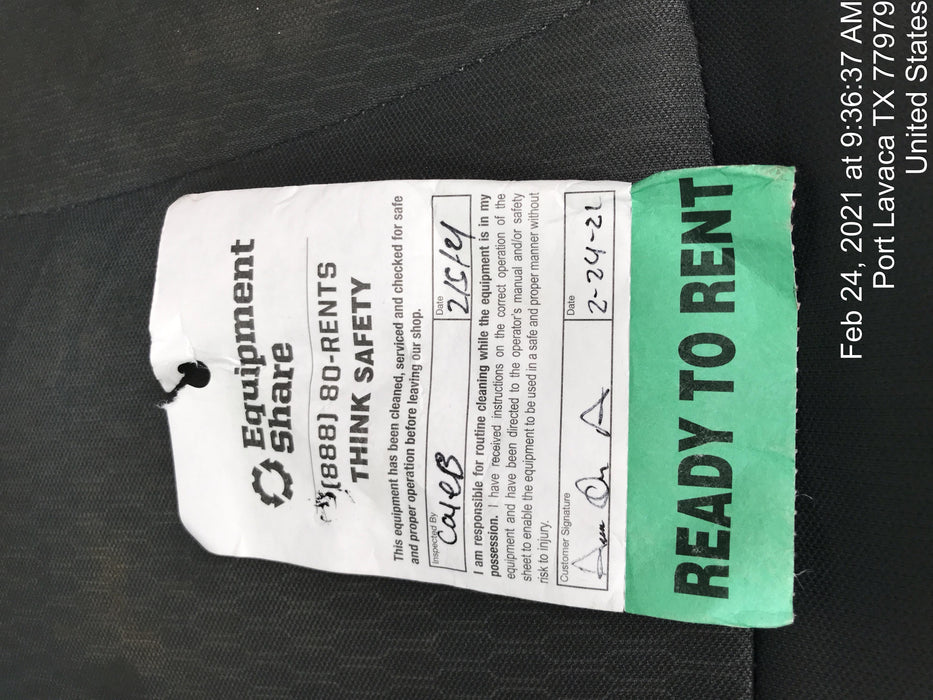 Equipment
Share
(888) 80-RENTS
THINK SAFETY
This equipment has been cleaned, serviced and checked for safe
and proper operation before leaving our shop.
Inspected By
Date
CaleB
2/5/21
I am responsible for routine cleaning while the equipment is in my
possession. I have received instructions on the correct operation of the
equipment and have been directed to the operator's manual and/or safety
sheet to enable the equipment to be used in a safe and proper manner without
risk to injury.
Customer Signature
Date
2-24-21
READY TO RENT
Feb 24, 2021 at 9:36:37 AM
Port Lavaca TX 77979
United States